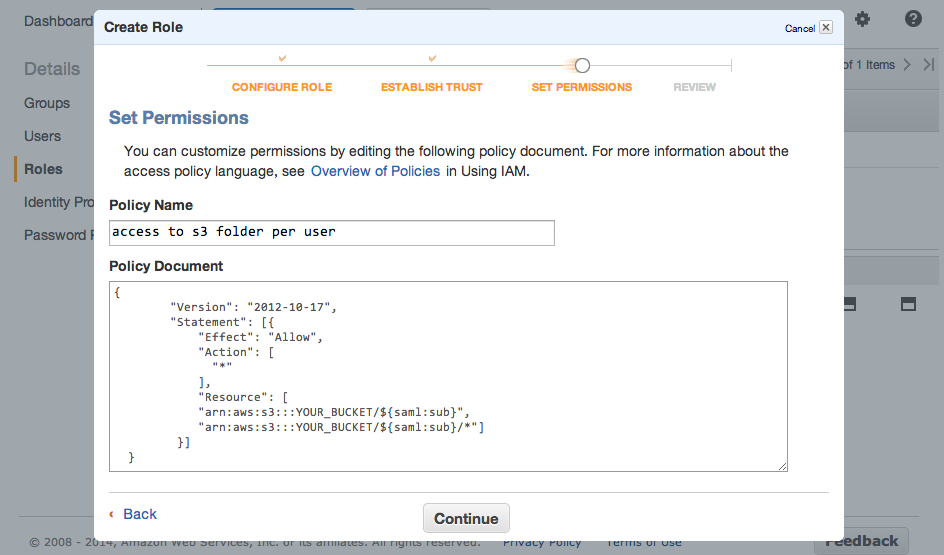 Dashboard
Create Role
Cancel
of 1 Items
Details
CONFIGURE ROLE ESTABLISH TRUST SET PERMISSIONS REVIEW
Groups
Set Permissions
Users
You can customize permissions by editing the following policy document. For more information about the
Roles
access policy language, see Overview of Policies in Using IAM.
Identity Pro
Policy Name
access to s3 folder per user
Password
Policy Document
{
"Version": "2012-10-17",
"Statement": [{
"Effect": "Allow",
"Action": [
"*"
],
"Resource": [
"arn:aws:s3:::YOUR_BUCKET/${saml:sub}",
"arn:aws:s3:::YOUR_BUCKET/${saml:sub}/*"]
}]
}
Back
Continue
© 2008 - 2014, Amazon Web Services, Inc. or its affiliates. All rights reserved. Privacy Policy Terms of Use Feedback